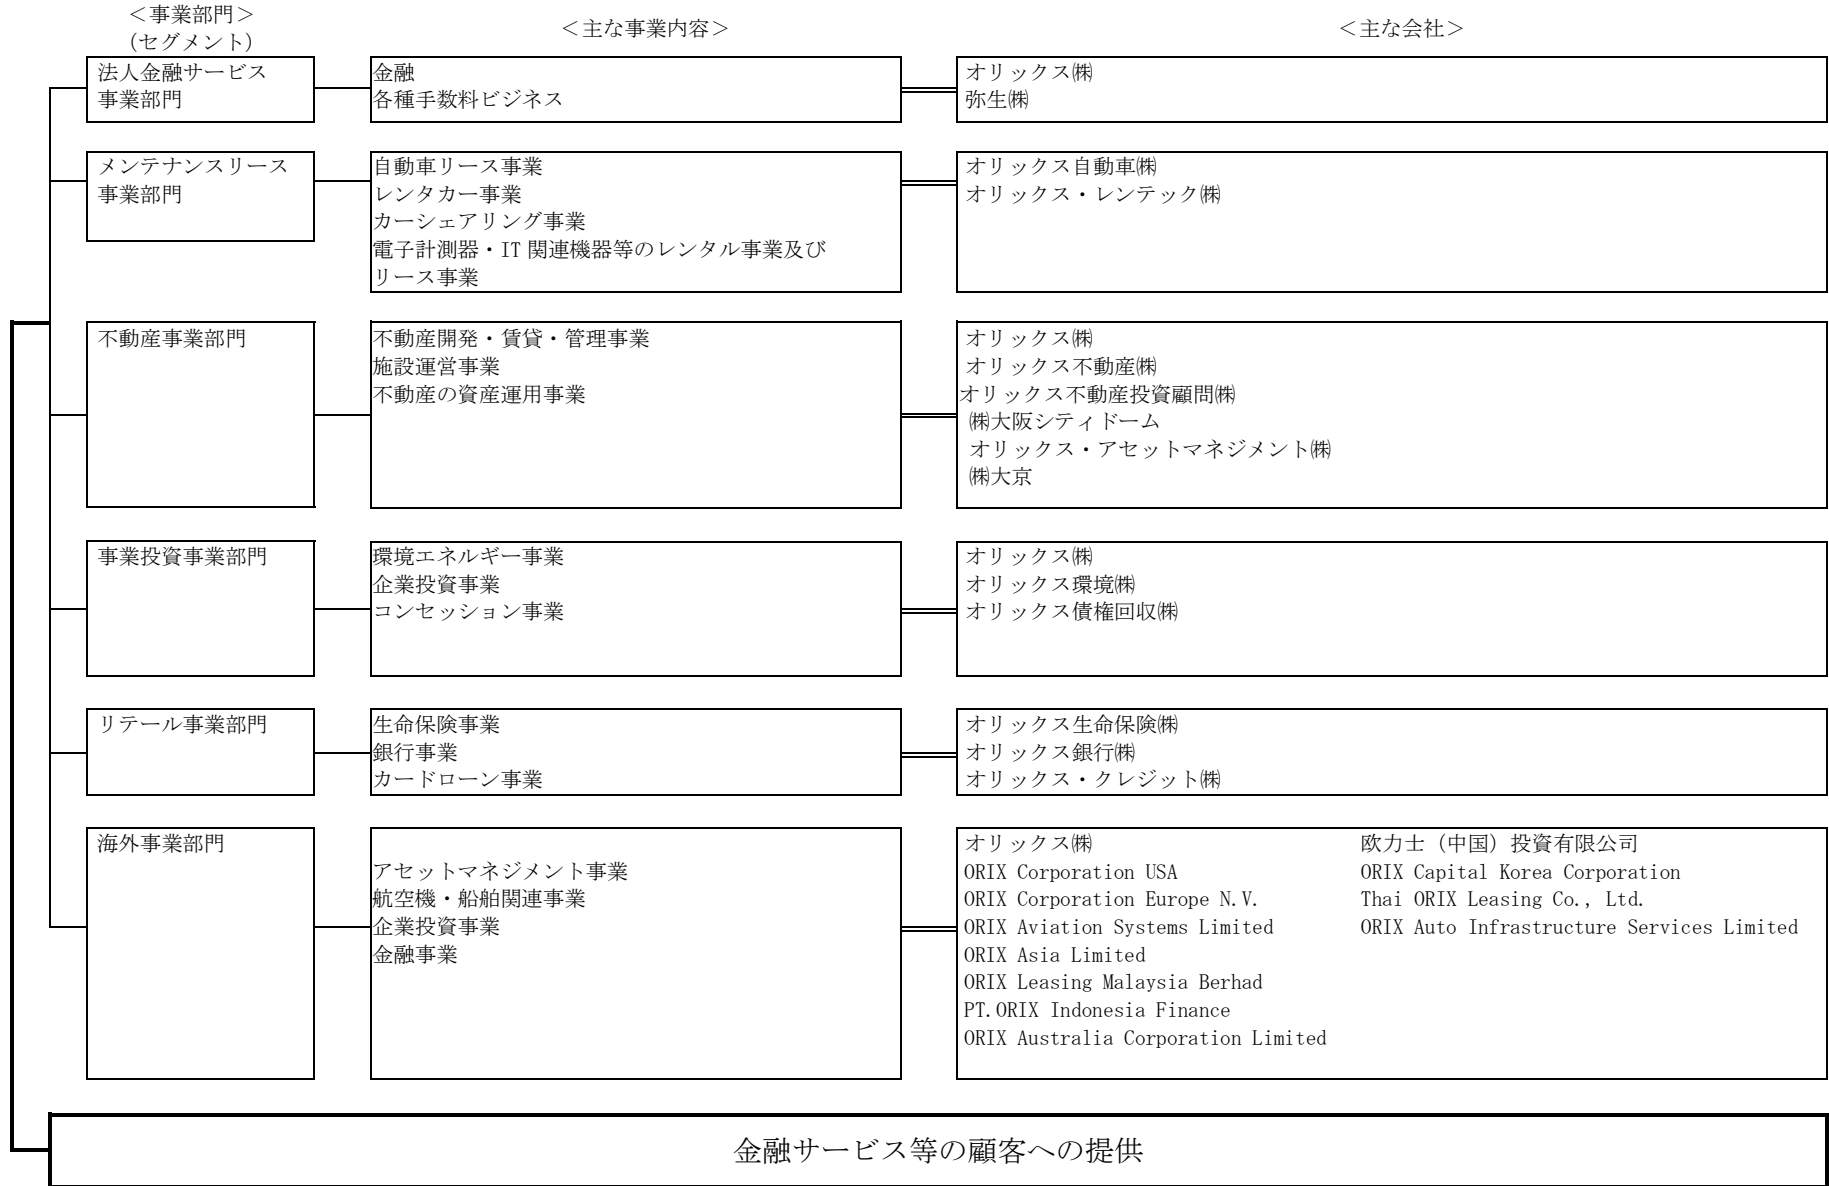 ＜事業部門＞
(セグメント)
＜主な事業内容＞
＜主な会社＞
法人金融サービス
事業部門
金融
各種手数料ビジネス
オリックス㈱
弥生㈱
メンテナンスリース
事業部門
自動車リース事業
レンタカー事業
カーシェアリング事業
電子計測器・IT 関連機器等のレンタル事業及び
リース事業
オリックス自動車㈱
オリックス・レンテック㈱
不動産事業部門
不動産開発・賃貸・管理事業
施設運営事業
不動産の資産運用事業
オリックス㈱
オリックス不動産㈱
オリックス不動産投資顧問㈱
㈱大阪シティドーム
オリックス・アセットマネジメント㈱
㈱大京
事業投資事業部門
環境エネルギー事業
企業投資事業
コンセッション事業
オリックス㈱
オリックス環境㈱
オリックス債権回収㈱
リテール事業部門
生命保険事業
銀行事業
カードローン事業
オリックス生命保険㈱
オリックス銀行㈱
オリックス・クレジット㈱
海外事業部門
アセットマネジメント事業
航空機・船舶関連事業
企業投資事業
金融事業
オリックス㈱
ORIX Corporation USA
ORIX Corporation Europe N.V.
ORIX Aviation Systems Limited
ORIX Asia Limited
ORIX Leasing Malaysia Berhad
PT.ORIX Indonesia Finance
ORIX Australia Corporation Limited
欧力士（中国）投資有限公司
ORIX Capital Korea Corporation
Thai ORIX Leasing Co., Ltd.
ORIX Auto Infrastructure Services Limited
金融サービス等の顧客への提供